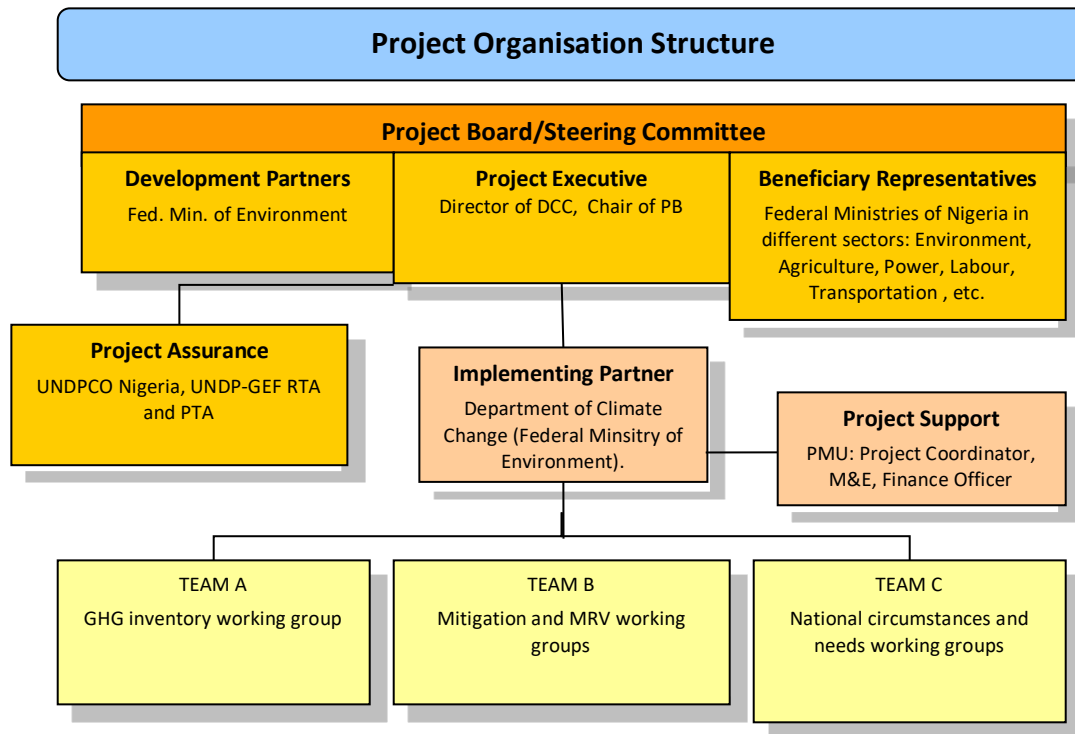 Project Organisation Structure
Project Board/Steering Committee
Development Partners
Fed. Min. of Environment
Project Executive
Director of DCC, Chair of PB
Beneficiary Representatives
Federal Ministries of Nigeria in
different sectors: Environment,
Agriculture, Power, Labour,
Transportation , etc.
Project Assurance
UNDPCO Nigeria, UNDP-GEF RTA
and PTA
Implementing Partner
Department of Climate
Change (Federal Minsitry of
Environment).
Project Support
PMU: Project Coordinator,
M&E, Finance Officer
TEAM A
GHG inventory working group
TEAM B
Mitigation and MRV working
groups
TEAM C
National circumstances and
needs working groups